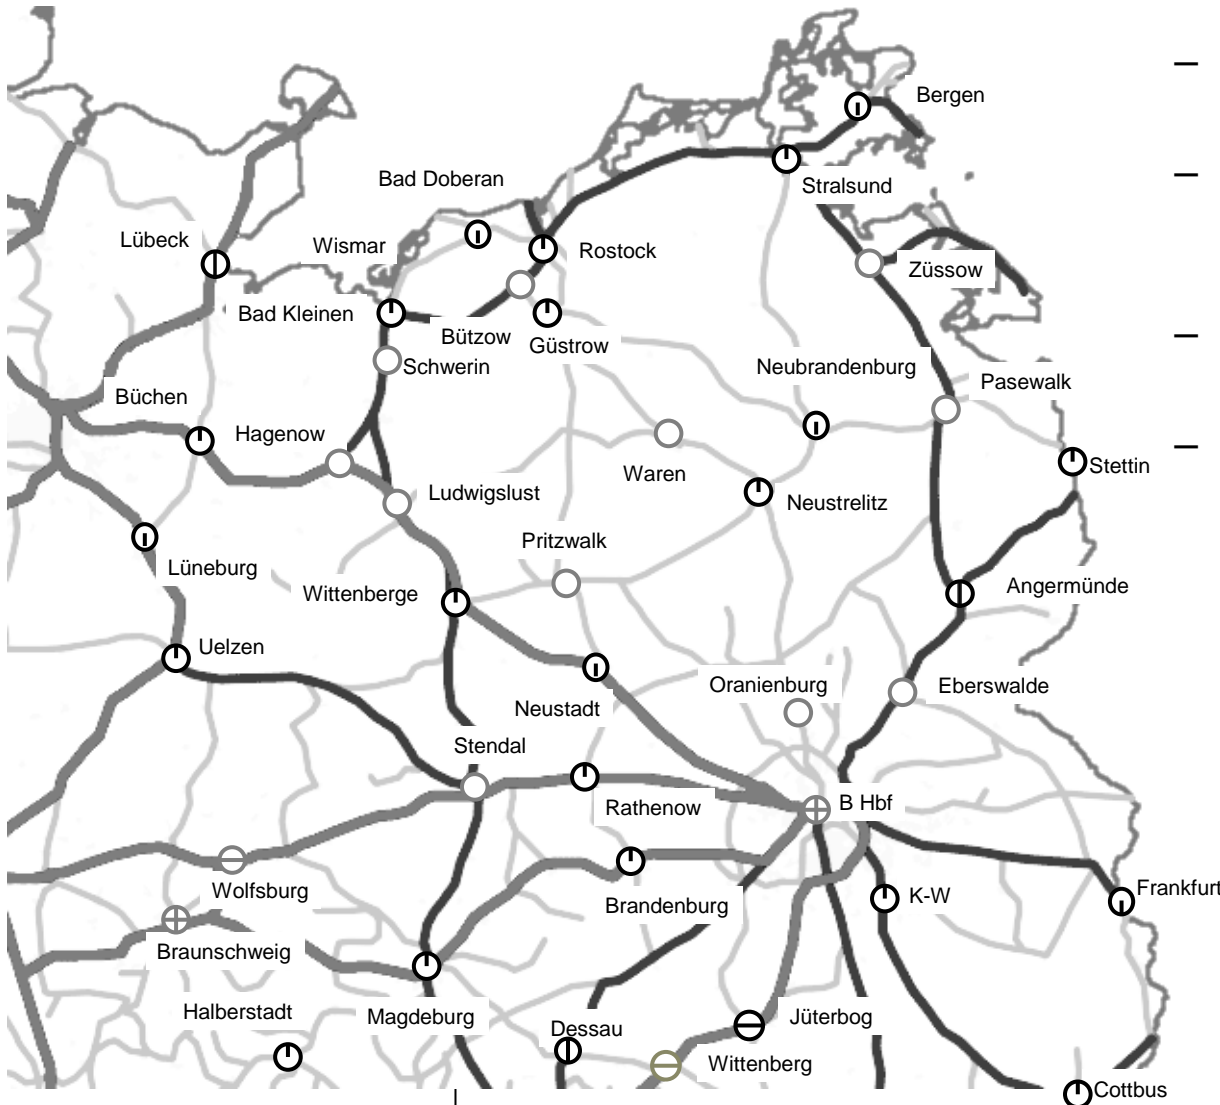 Bergen
Bad Doberan
Stralsund
Lübeck
Wismar
Rostock
Züssow
Bad Kleinen
Bützow
Güstrow
Schwerin
Neubrandenburg
Pasewalk
Büchen
Hagenow
Waren
Stettin
Ludwigslust
Neustrelitz
Pritzwalk
Lüneburg
Wittenberge
Angermünde
Uelzen
Oranienburg
Eberswalde
Neustadt
Stendal
Rathenow
B Hbf
Wolfsburg
Brandenburg
K-W
Frankfurt
Braunschweig
Halberstadt
Magdeburg
Dessau
Jüterbog
Wittenberg
Cottbus